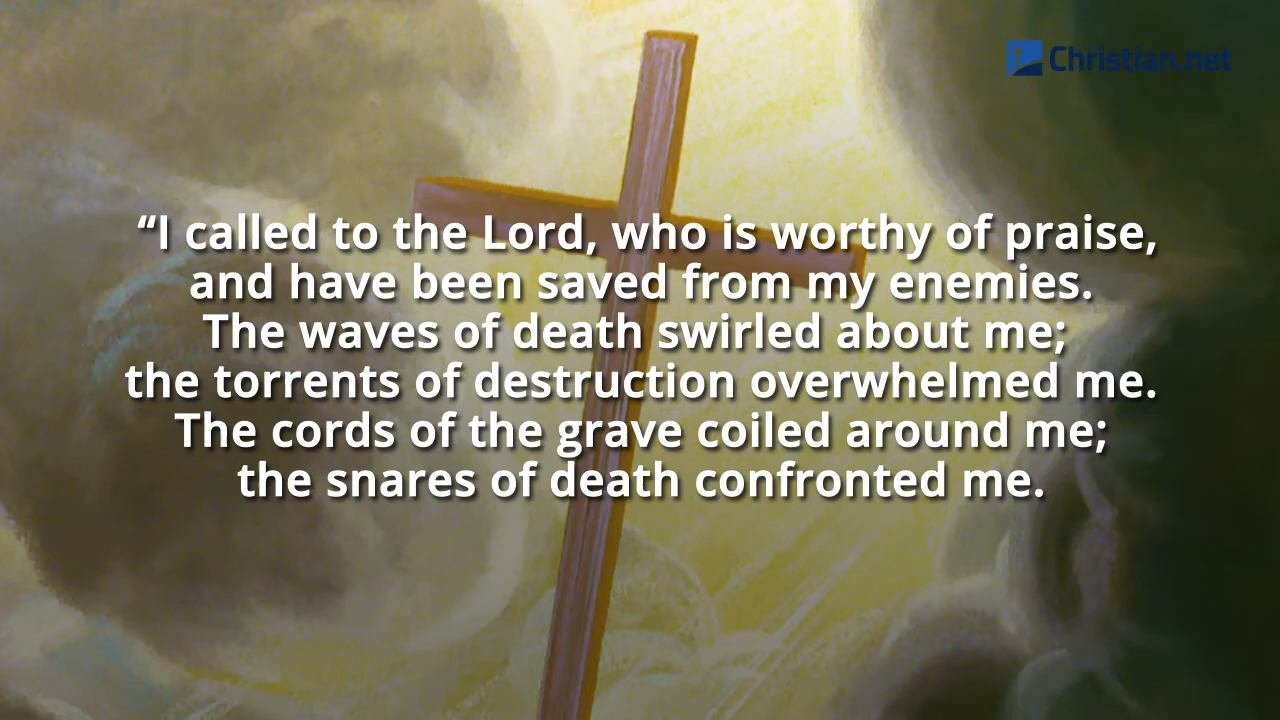 Christian.net
“I called to the Lord, who is worthy of praise,
and have been saved from my enemies.
The waves of death swirled about me;
the torrents of destruction overwhelmed me.
The cords of the grave coiled around me;
the snares of death confronted me.